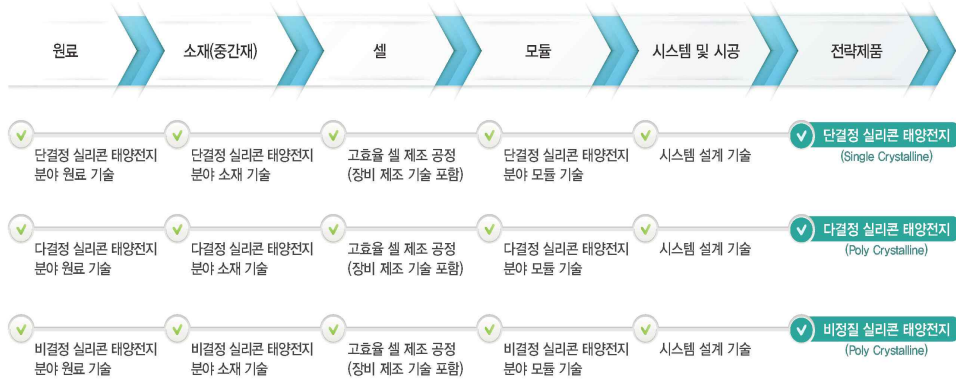 원료
소재(중간재)
셀
모듈
시스템 및 시공
전략제품
단결정 실리콘 태양전지
분야 원료 기술
단결정 실리콘 태양전지
분야 소재 기술
고효율 셀 제조 공정
(장비 제조 기술 포함)
단결정 실리콘 태양전지
분야 모듈 기술
시스템 설계 기술
단결정 실리콘 태양전지
(Single Crystalline)
다결정 실리콘 태양전지
분야 원료 기술
다결정 실리콘 태양전지
분야 소재 기술
고효율 셀 제조 공정
(장비 제조 기술 포함)
다결정 실리콘 태양전지
분야 모듈 기술
시스템 설계 기술
다결정 실리콘 태양전지
(Poly Crystalline)
비결정 실리콘 태양전지
분야 원료 기술
비결정 실리콘 태양전지
분야 소재 기술
고효율 셀 제조 공정
(장비 제조 기술 포함)
비결정 실리콘 태양전지
분야 모듈 기술
시스템 설계 기술
비정질 실리콘 태양전지
(Poly Crystalline)